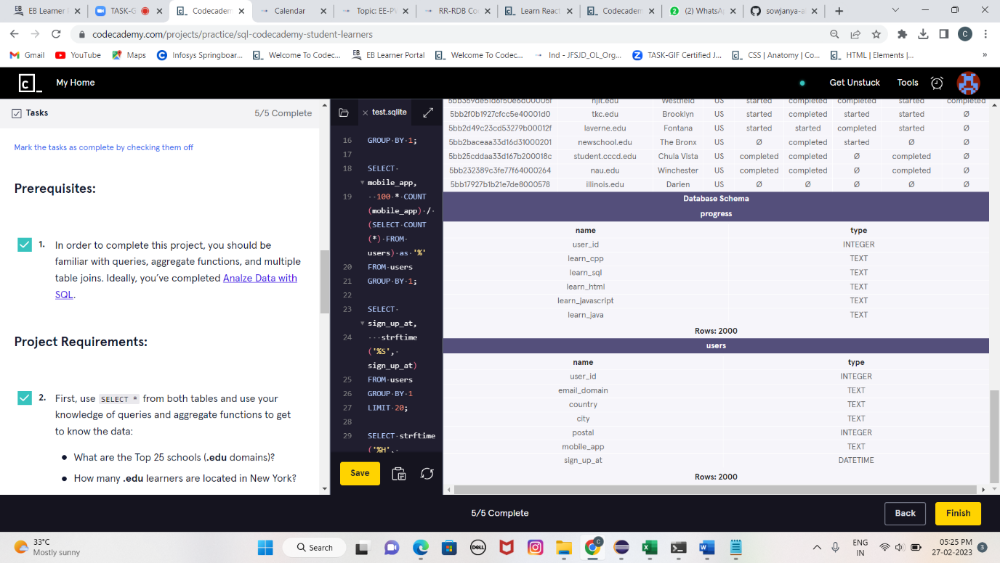 EB Learner
TASK-G
Codecadem
Calendar
Topic: EE-PW
RR-RDB Co
Learn React
Codecadem
(2) WhatsA
sowjanya-a
codecademy.com/projects/practice/sql-codecademy-student-learners
C
Gmail
YouTube
Maps
Infosys Springboar...
Welcome To Codec...
EB Learner Portal
Welcome To Codec...
Ind - JFSJD_OL_Org...
TASK-GIF Certified J...
CSS | Anatomy | Co...
HTML | Elements |...
»
My Home
Get Unstuck
Tools
Tasks
5/5 Complete
Mark the tasks as complete by checking them off
Prerequisites:
1. In order to complete this project, you should be
familiar with queries, aggregate functions, and multiple
table joins. Ideally, you've completed Analze Data with
SQL.
Project Requirements:
2. First, use SELECT * from both tables and use your
knowledge of queries and aggregate functions to get
to know the data:
• What are the Top 25 schools (.edu domains)?
• How many .edu learners are located in New York?
test.sqlite
16 GROUP BY 1;
17
18 SELECT
mobile_app,
19 100 * COUNT
(mobile_app) /
(SELECT COUNT
(*) FROM
users) as '%'
20 FROM users
21 GROUP BY 1;
22
23 SELECT
sign_up_at,
24 strftime
('%S',
sign_up_at)
25 FROM users
26 GROUP BY 1
27 LIMIT 20;
28
29 SELECT strftime
('%H',
Save
5bb359de51d6f50e6d00005f njit.edu Westfield US started completed completed started completed
5bb2f0b1927cfcc5e40001d0 tkc.edu Brooklyn US started completed started started Ø
5bb2d49c23cd53279b00012f laverne.edu Fontana US started started completed started Ø
5bb2baceaa33d16d31000201 newschool.edu The Bronx US Ø completed started Ø Ø
5bb25cddaa33d167b200018c student.cccd.edu Chula Vista US completed completed Ø completed Ø
5bb232389c3fe77f64000264 nau.edu Winchester US completed completed Ø completed Ø
5bb17927b1b21e7de8000578 illinois.edu Darien US Ø Ø Ø Ø Ø
Database Schema
progress
name type
user_id INTEGER
learn_cpp TEXT
learn_sql TEXT
learn_html TEXT
learn_javascript TEXT
learn_java TEXT
Rows: 2000
users
name type
user_id INTEGER
email_domain TEXT
country TEXT
city TEXT
postal INTEGER
mobile_app TEXT
sign_up_at DATETIME
Rows: 2000
5/5 Complete
Back
Finish
33°C
Mostly sunny
Search
DELL
ENG
IN
05:25 PM
27-02-2023
3